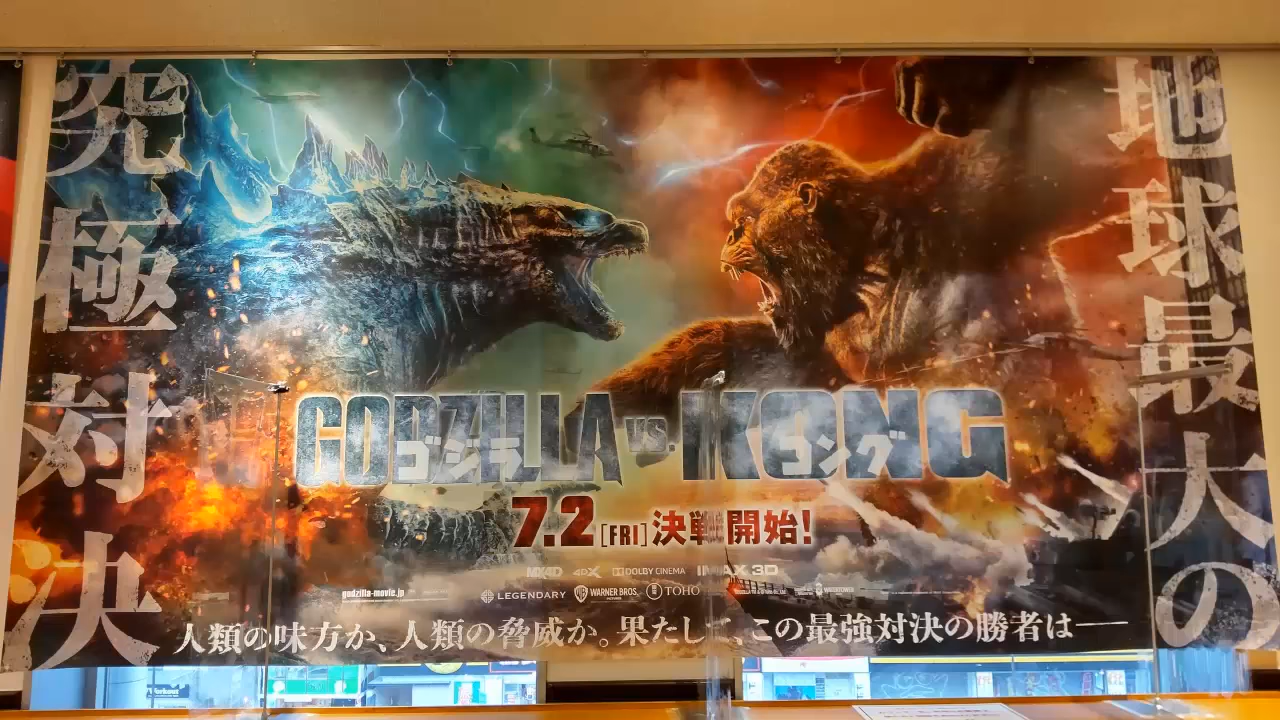 地球最大の
究極対決
GODZILLA VS. KONG
ゴジラ コング
7.2 [FRI] 決戦開始!
MX4D 4DX DOLBY CINEMA IMAX 3D
godzilla-movie.jp LEGENDARY WARNER BROS. PICTURES TOHO
人類の味方か、人類の脅威か。果たして、この最強対決の勝者は──
Workout